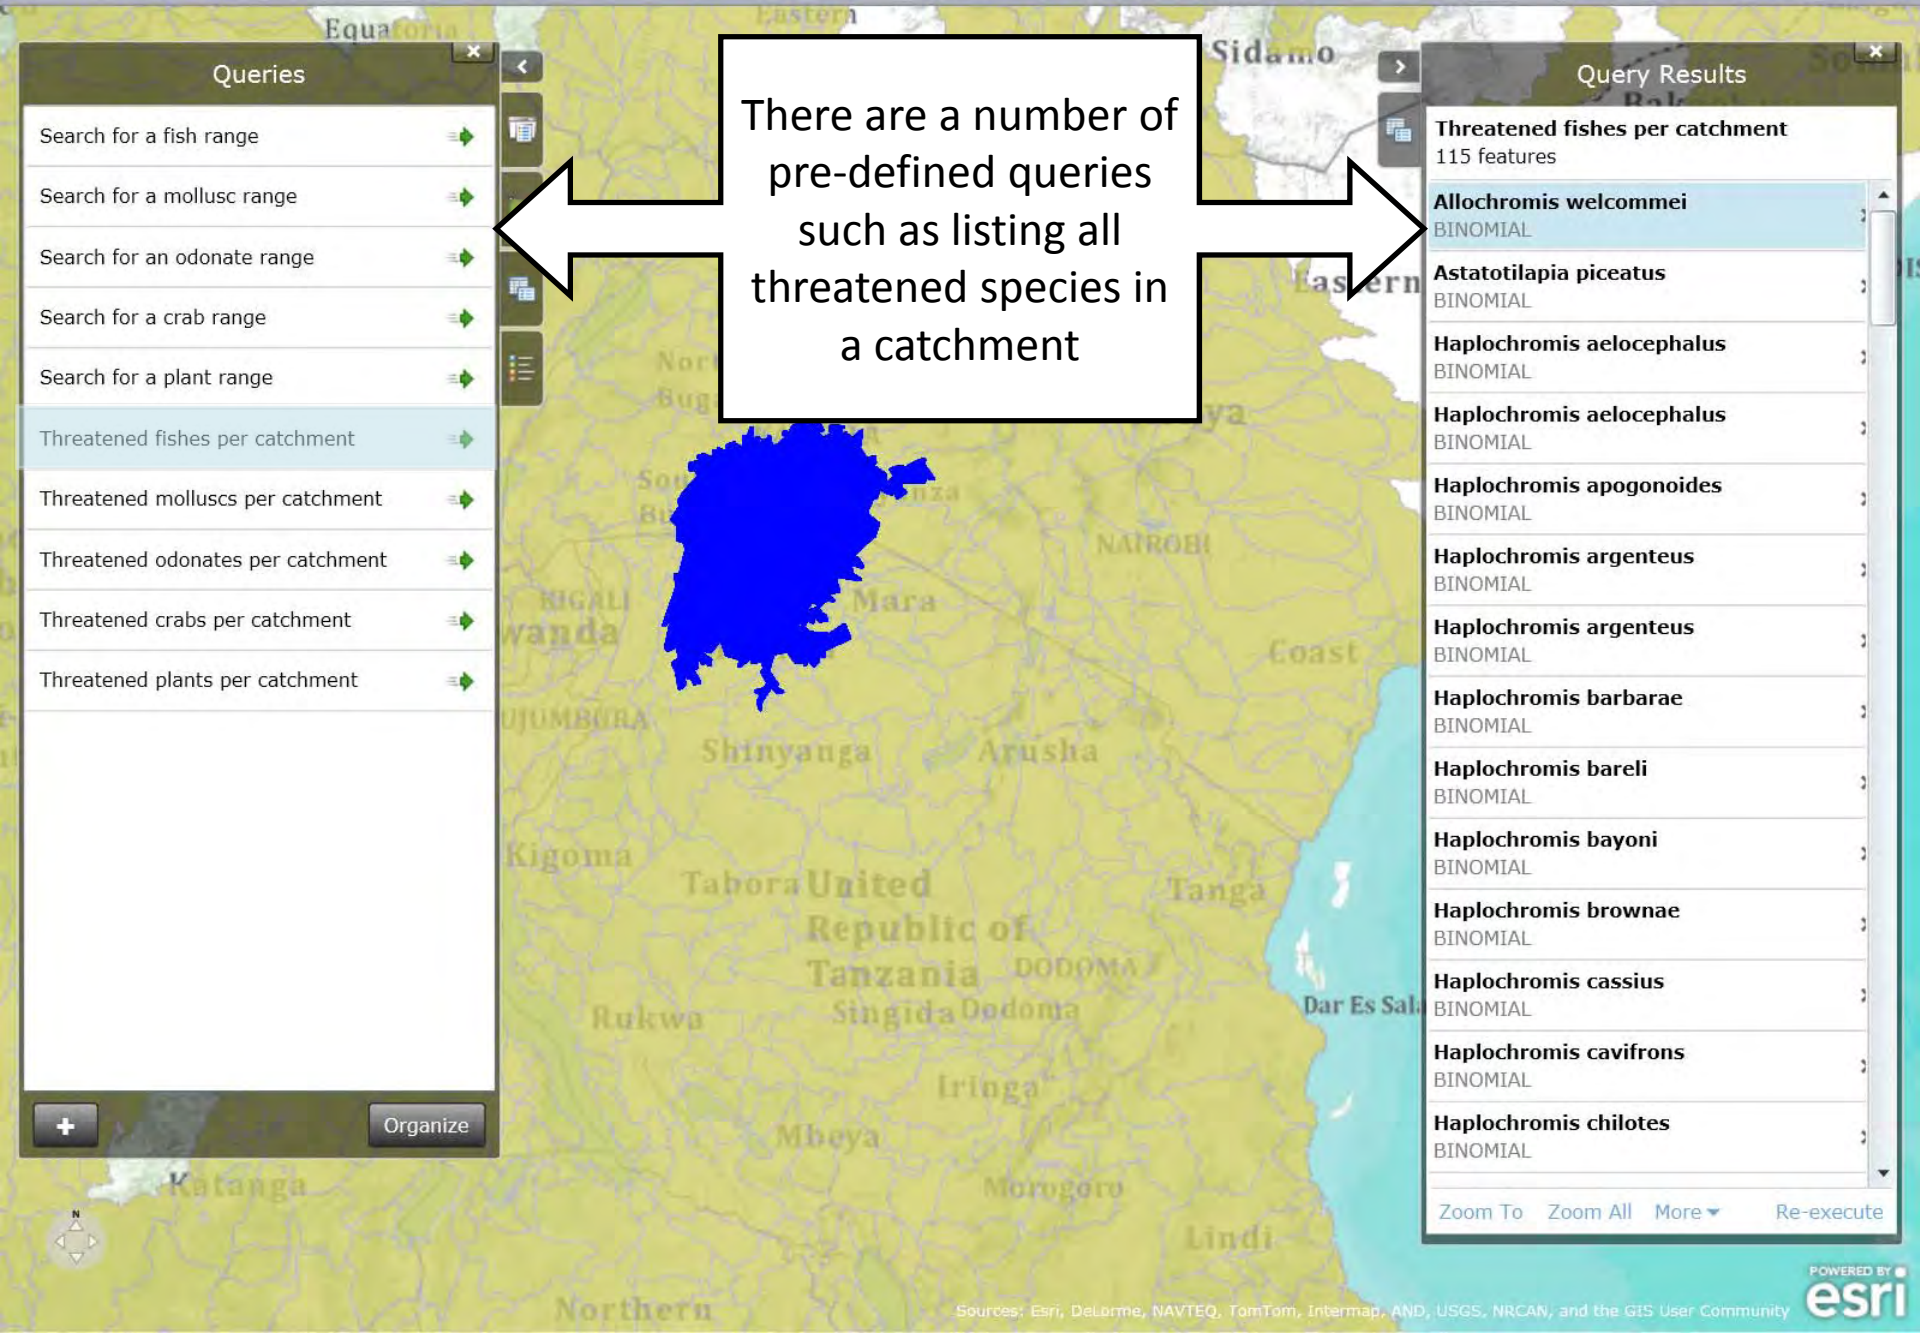 Queries
Search for a fish range
Search for a mollusc range
Search for an odonate range
Search for a crab range
Search for a plant range
Threatened fishes per catchment
Threatened molluscs per catchment
Threatened odonates per catchment
Threatened crabs per catchment
Threatened plants per catchment
Organize
There are a number of
pre-defined queries
such as listing all
threatened species in
a catchment
Query Results
Threatened fishes per catchment
115 features
Allochromis welcommei
BINOMIAL
Astatotilapia piceatus
BINOMIAL
Haplochromis aelocephalus
BINOMIAL
Haplochromis aelocephalus
BINOMIAL
Haplochromis apogonoides
BINOMIAL
Haplochromis argenteus
BINOMIAL
Haplochromis argenteus
BINOMIAL
Haplochromis barbarae
BINOMIAL
Haplochromis bareli
BINOMIAL
Haplochromis bayoni
BINOMIAL
Haplochromis brownae
BINOMIAL
Haplochromis cassius
BINOMIAL
Haplochromis cavifrons
BINOMIAL
Haplochromis chilotes
BINOMIAL
Zoom To Zoom All More Re-execute
Equatoria
Eastern
Sidamo
Eastern
NAIROBI
KIGALI
Mara
Coast
Shinyanga
Arusha
Kigoma
Tabora
United
Republic of
Tanzania
Tanga
DODOMA
Rukwa
Singida
Dodoma
Dar Es Sala
Iringa
Mbeya
Katanga
Morogoro
Lindi
Northern
N
Sources: Esri, DeLorme, NAVTEQ, TomTom, Intermap, AND, USGS, NRCAN, and the GIS User Community
POWERED BY
esri